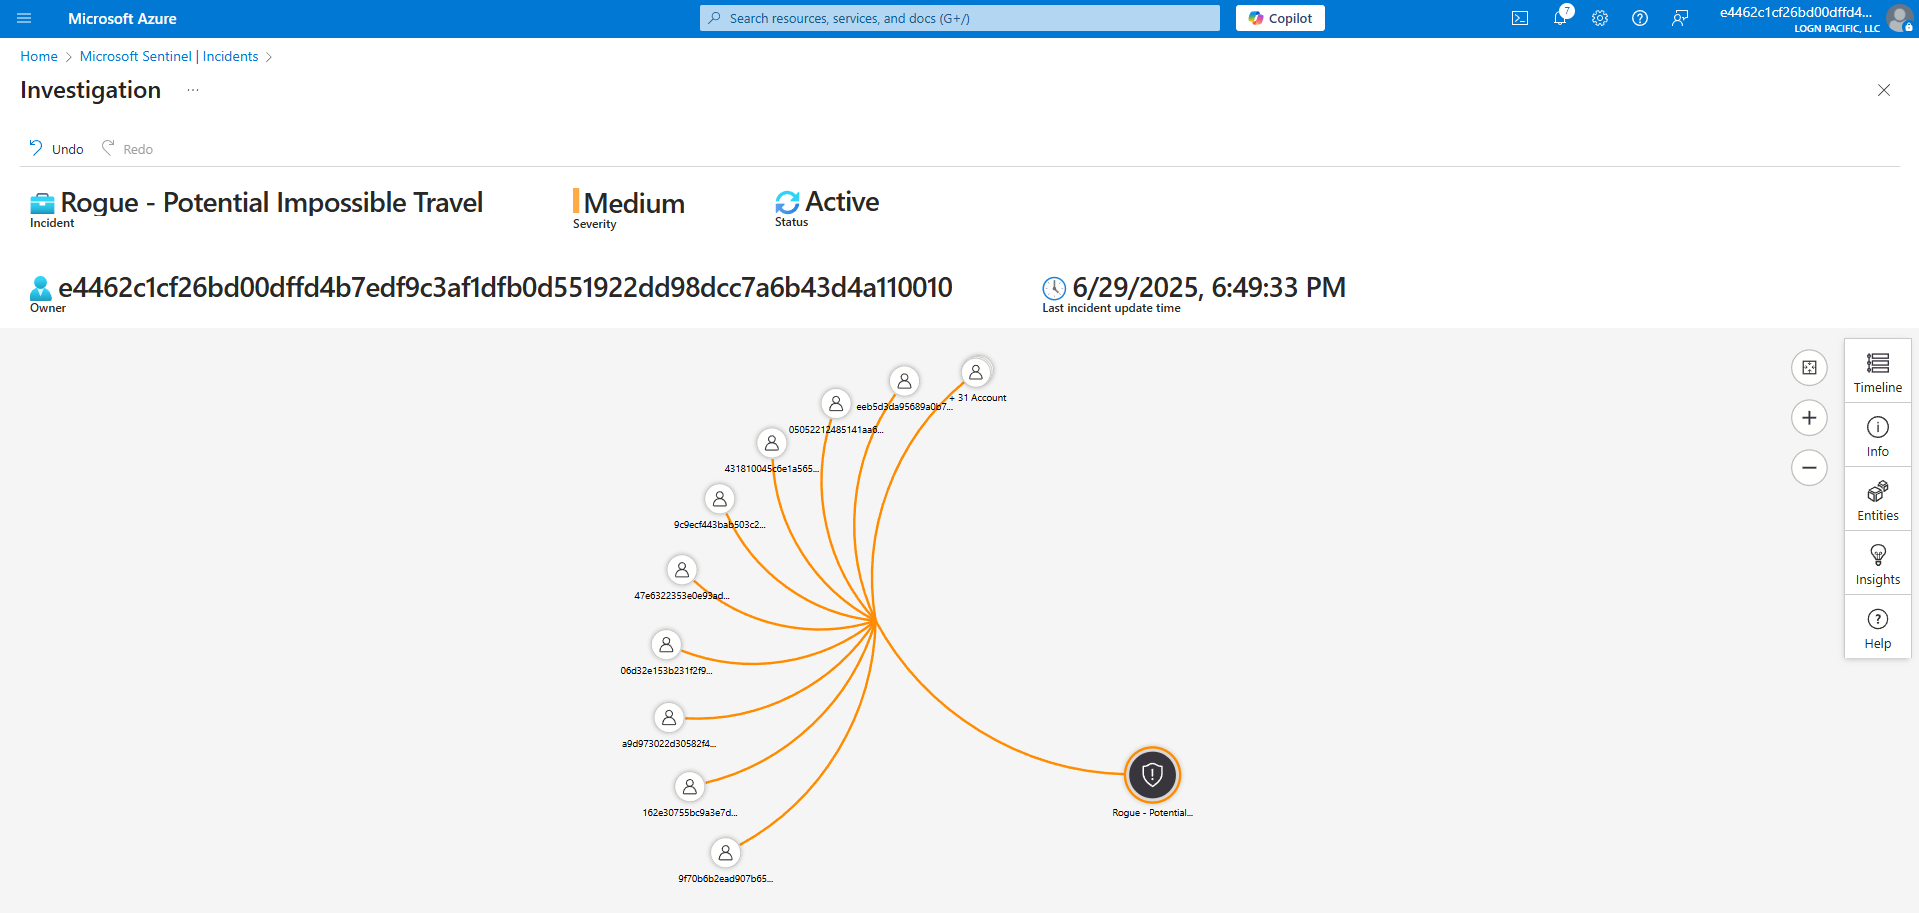 Microsoft Azure
Search resources, services, and docs (G+/)
Copilot
7
e4462c1cf26bd00dffd4...
LOGN PACIFIC, LLC
Home > Microsoft Sentinel | Incidents >
Investigation ...
Undo Redo
Rogue - Potential Impossible Travel
Incident
Medium
Severity
Active
Status
e4462c1cf26bd00dffd4b7edf9c3af1dfb0d551922dd98dcc7a6b43d4a110010
Owner
6/29/2025, 6:49:33 PM
Last incident update time
+ 31 Account
eeb5d3da95689a0b7...
05052212485141aa6...
431810045c6e1a565...
9c9ecf443bab503c2...
47e6322353e0e93ad...
06d32e153b231f2f9...
a9d973022d30582f4...
162e30755bc9a3e7d...
9f70b6b2ead907b65...
Rogue - Potential...
Timeline
Info
Entities
Insights
Help